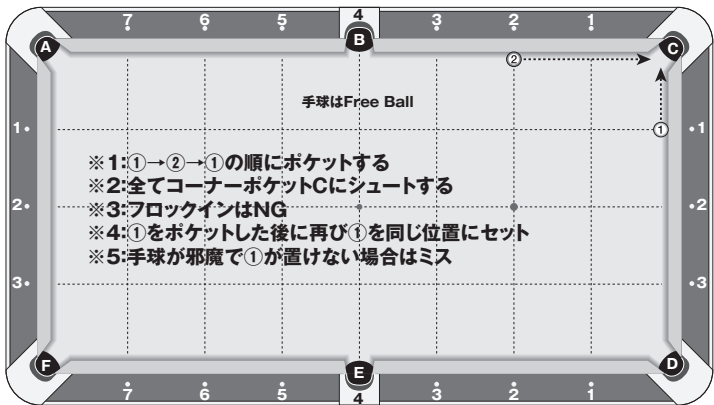 7 6 5 4 3 2 1
A B C
②
手球はFree Ball
1 ① 1
※1:①→②→①の順にポケットする
※2:全てコーナーポケットCにシュートする
2 2
※3:フロックインはNG
※4:①をポケットした後に再び①を同じ位置にセット
※5:手球が邪魔で①が置けない場合はミス
3 3
F E D
7 6 5 4 3 2 1